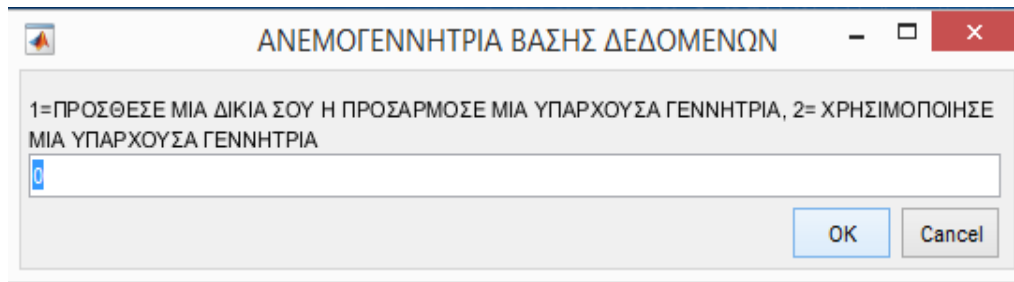 ΑΝΕΜΟΓΕΝΝΗΤΡΙΑ ΒΑΣΗΣ ΔΕΔΟΜΕΝΩΝ
1=ΠΡΟΣΘΕΣΕ ΜΙΑ ΔΙΚΙΑ ΣΟΥ Η ΠΡΟΣΑΡΜΟΣΕ ΜΙΑ ΥΠΑΡΧΟΥΣΑ ΓΕΝΝΗΤΡΙΑ, 2= ΧΡΗΣΙΜΟΠΟΙΗΣΕ
ΜΙΑ ΥΠΑΡΧΟΥΣΑ ΓΕΝΝΗΤΡΙΑ
0
OK Cancel